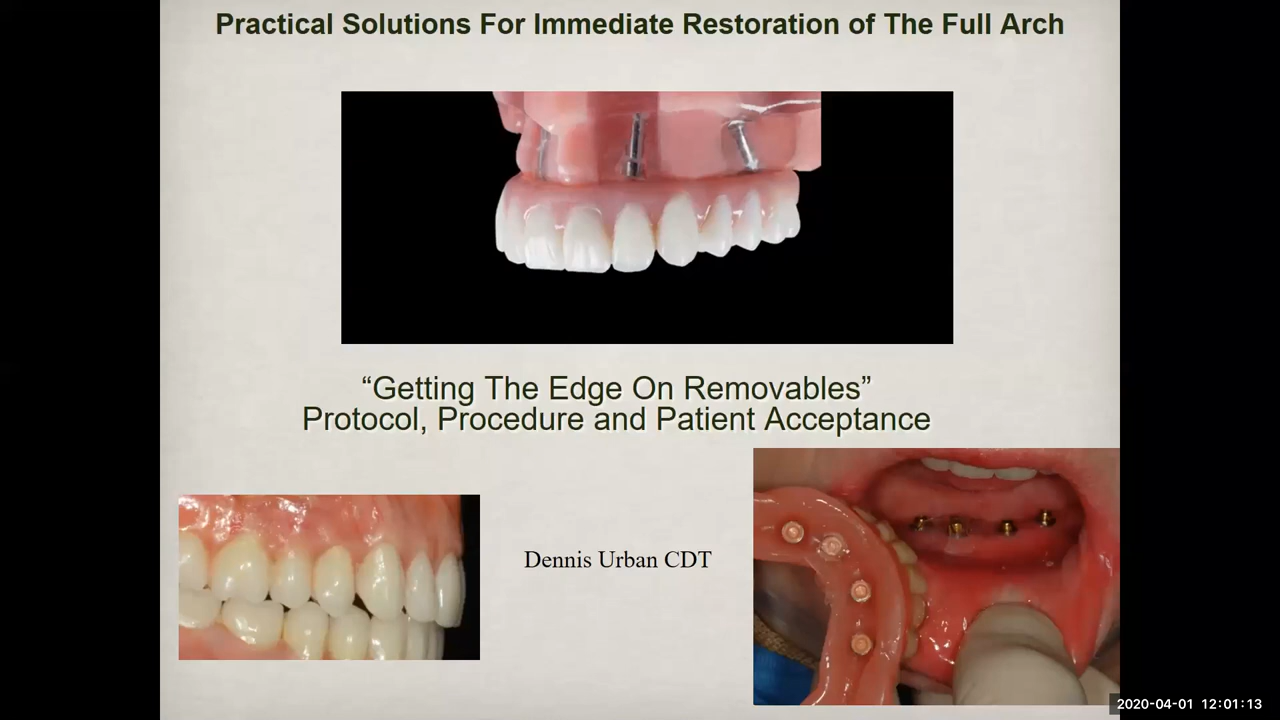 Practical Solutions For Immediate Restoration of The Full Arch
“Getting The Edge On Removables”
Protocol, Procedure and Patient Acceptance
Dennis Urban CDT
2020-04-01 12:01:13